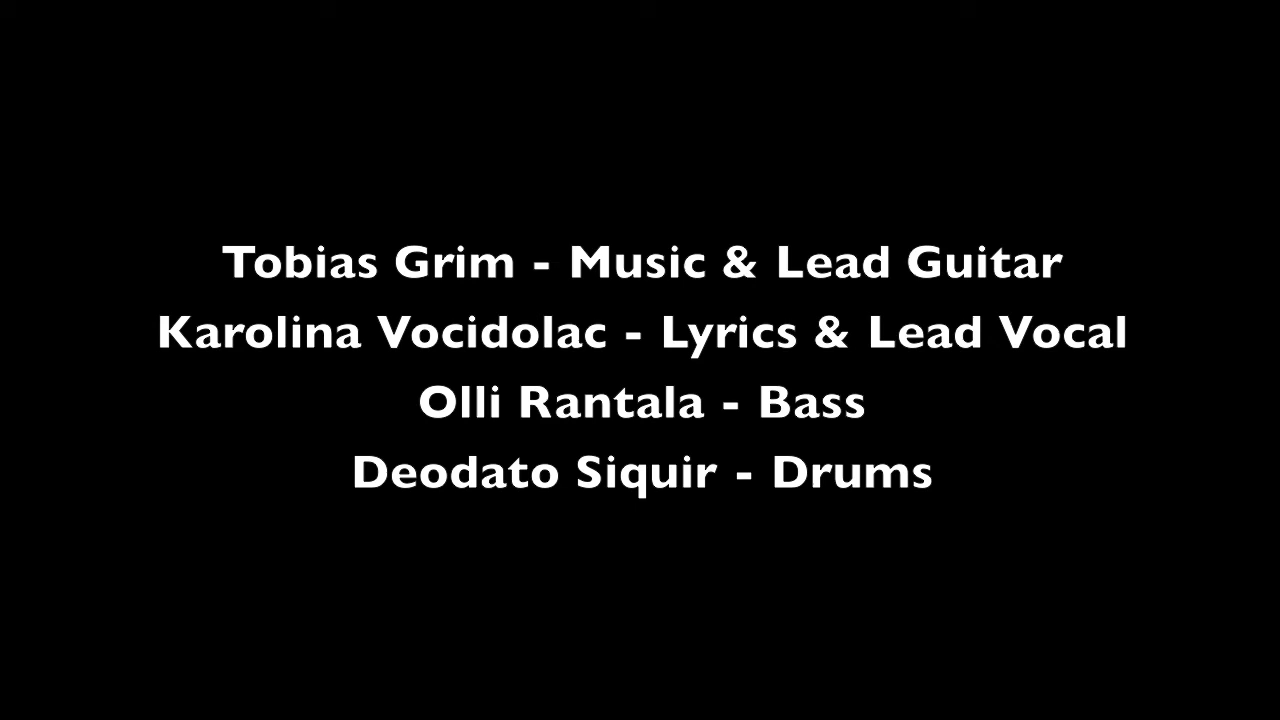 Tobias Grim - Music & Lead Guitar
Karolina Vocidolac - Lyrics & Lead Vocal
Olli Rantala - Bass
Deodato Siquir - Drums